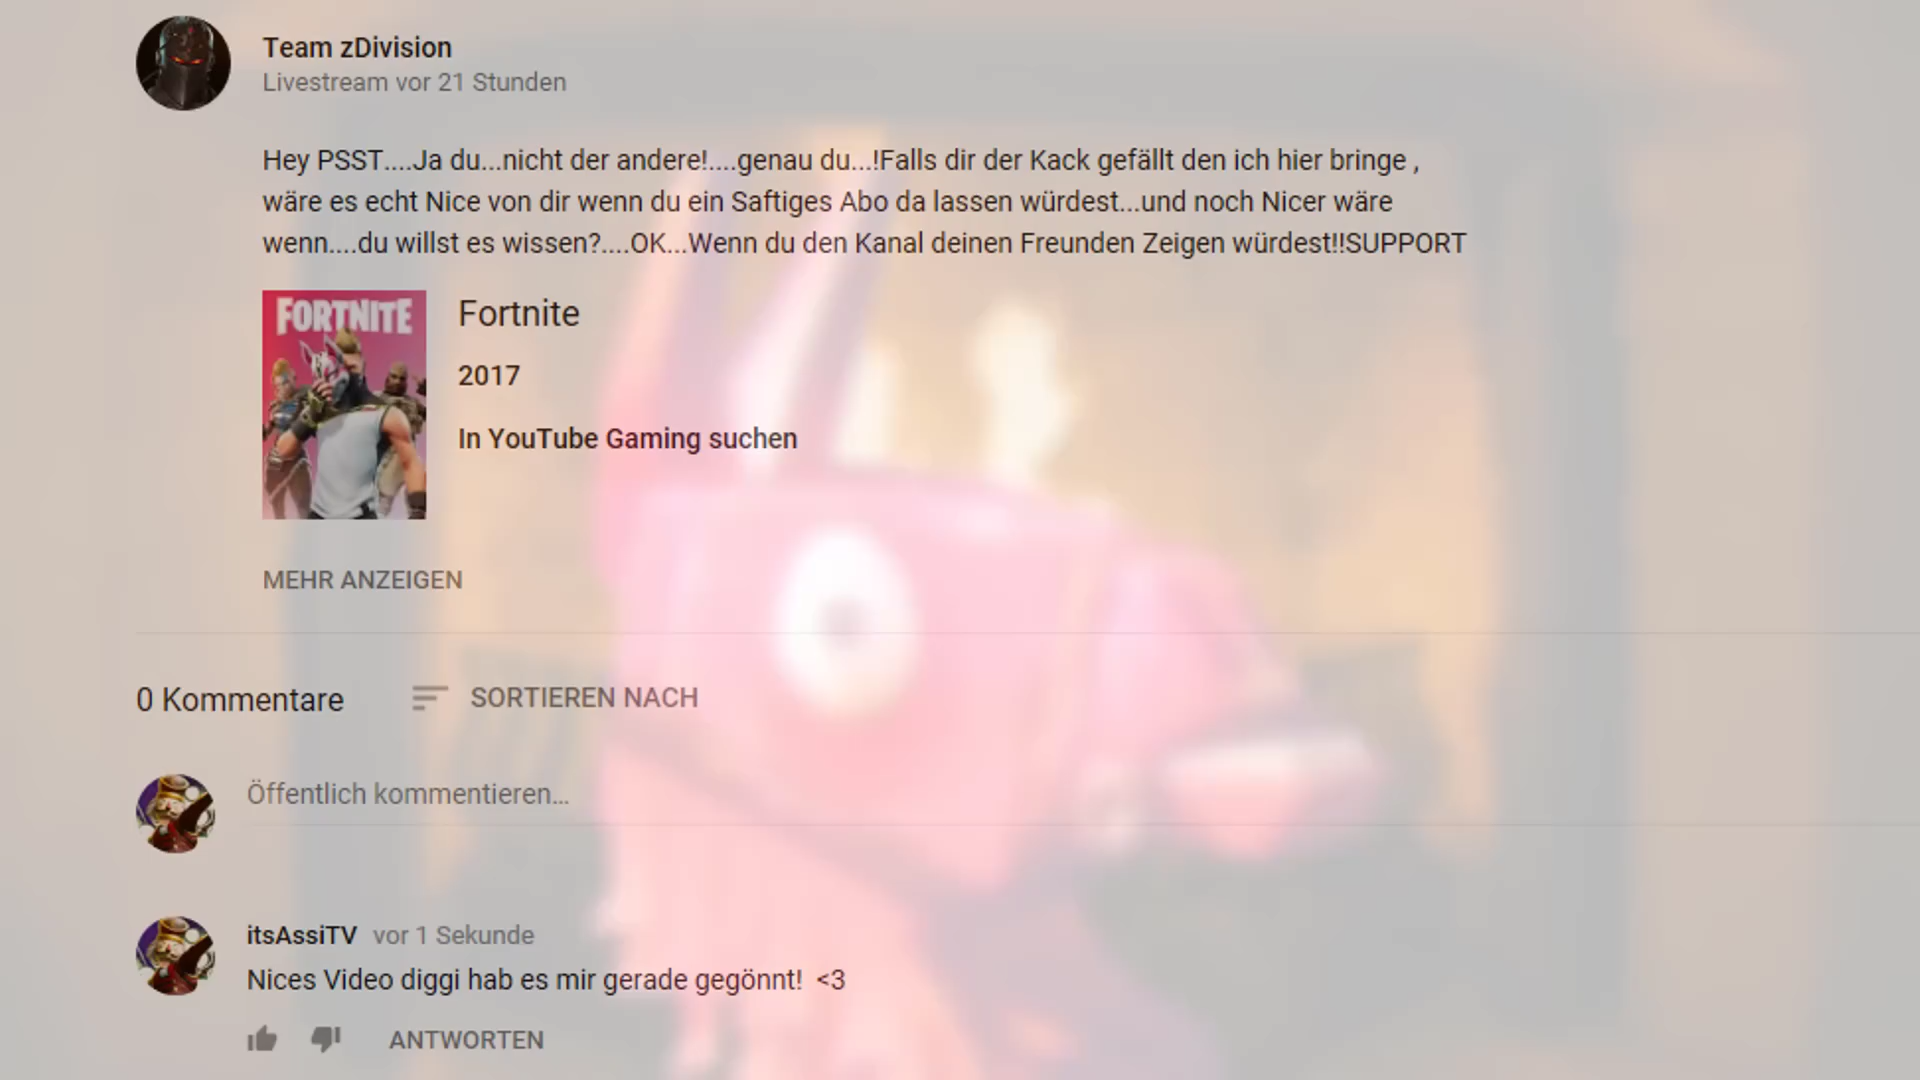 Team zDivision
Livestream vor 21 Stunden
Hey PSST....Ja du...nicht der andere!....genau du...!Falls dir der Kack gefällt den ich hier bringe ,
wäre es echt Nice von dir wenn du ein Saftiges Abo da lassen würdest...und noch Nicer wäre
wenn....du willst es wissen?....OK...Wenn du den Kanal deinen Freunden Zeigen würdest!!SUPPORT
FORTNITE
Fortnite
2017
In YouTube Gaming suchen
MEHR ANZEIGEN
0 Kommentare SORTIEREN NACH
Öffentlich kommentieren...
itsAssiTV vor 1 Sekunde
Nices Video diggi hab es mir gerade gegönnt! <3
ANTWORTEN